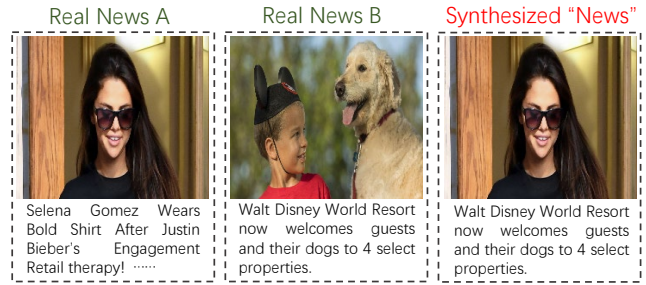 Real News A
Real News B
Synthesized “News”
Selena Gomez Wears
Bold Shirt After Justin
Bieber's Engagement
Retail therapy! ······
Walt Disney World Resort
now welcomes guests
and their dogs to 4 select
properties.
Walt Disney World Resort
now welcomes guests
and their dogs to 4 select
properties.